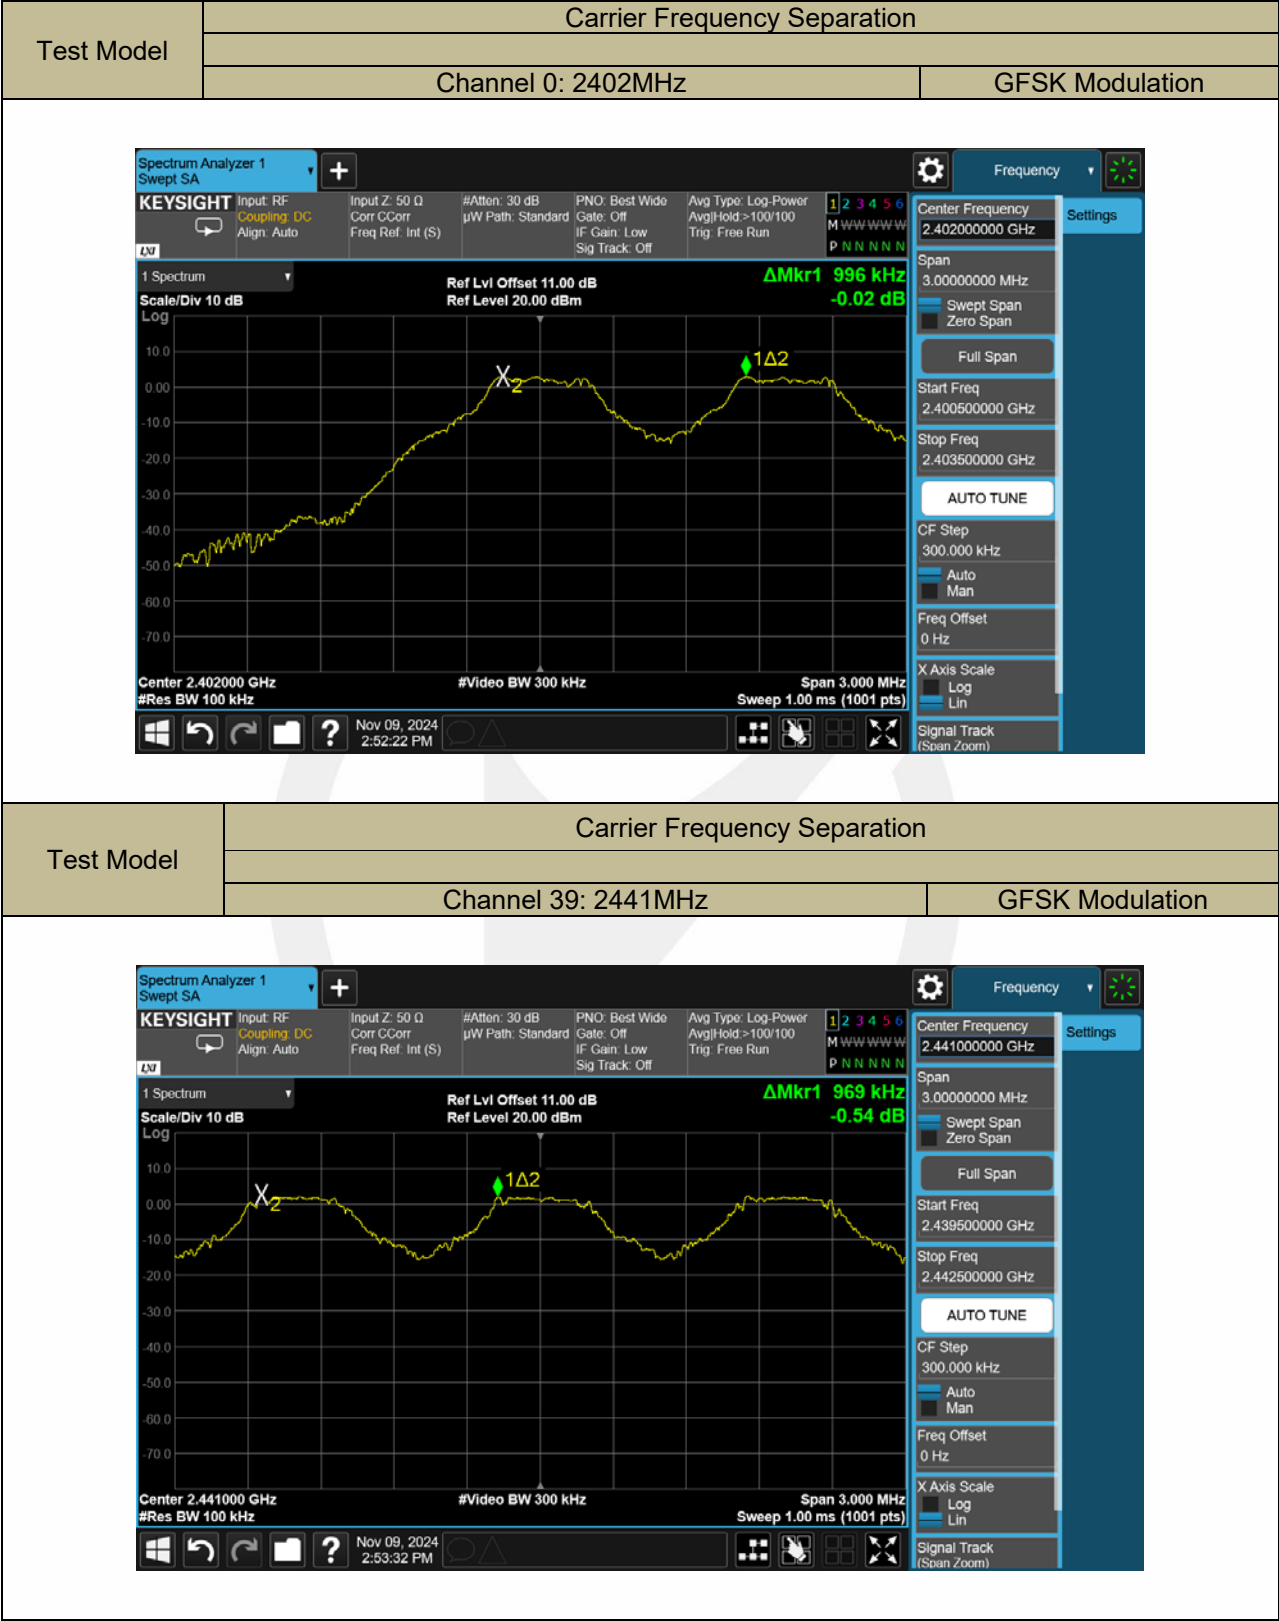 Test Model
Carrier Frequency Separation
Channel 0: 2402MHz
GFSK Modulation
Spectrum Analyzer 1
Swept SA
Frequency
KEYSIGHT
LXI
Input: RF
Coupling: DC
Align: Auto
Input Z: 50 Ω
Corr CCorr
Freq Ref: Int (S)
#Atten: 30 dB
µW Path: Standard
PNO: Best Wide
Gate: Off
IF Gain: Low
Sig Track: Off
Avg Type: Log-Power
Avg|Hold:>100/100
Trig: Free Run
1 2 3 4 5 6
M W W W W W
P N N N N N
Center Frequency
2.402000000 GHz
Settings
Span
3.00000000 MHz
Swept Span
Zero Span
Full Span
Start Freq
2.400500000 GHz
Stop Freq
2.403500000 GHz
AUTO TUNE
CF Step
300.000 kHz
Auto
Man
Freq Offset
0 Hz
X Axis Scale
Log
Lin
Signal Track
(Span Zoom)
1 Spectrum
Scale/Div 10 dB
Log
Ref Lvl Offset 11.00 dB
Ref Level 20.00 dBm
ΔMkr1 996 kHz
-0.02 dB
10.0
0.00
-10.0
-20.0
-30.0
-40.0
-50.0
-60.0
-70.0
X2
1Δ2
Center 2.402000 GHz
#Res BW 100 kHz
#Video BW 300 kHz
Span 3.000 MHz
Sweep 1.00 ms (1001 pts)
Nov 09, 2024
2:52:22 PM
Test Model
Carrier Frequency Separation
Channel 39: 2441MHz
GFSK Modulation
Spectrum Analyzer 1
Swept SA
Frequency
KEYSIGHT
LXI
Input: RF
Coupling: DC
Align: Auto
Input Z: 50 Ω
Corr CCorr
Freq Ref: Int (S)
#Atten: 30 dB
µW Path: Standard
PNO: Best Wide
Gate: Off
IF Gain: Low
Sig Track: Off
Avg Type: Log-Power
Avg|Hold:>100/100
Trig: Free Run
1 2 3 4 5 6
M W W W W W
P N N N N N
Center Frequency
2.441000000 GHz
Settings
Span
3.00000000 MHz
Swept Span
Zero Span
Full Span
Start Freq
2.439500000 GHz
Stop Freq
2.442500000 GHz
AUTO TUNE
CF Step
300.000 kHz
Auto
Man
Freq Offset
0 Hz
X Axis Scale
Log
Lin
Signal Track
(Span Zoom)
1 Spectrum
Scale/Div 10 dB
Log
Ref Lvl Offset 11.00 dB
Ref Level 20.00 dBm
ΔMkr1 969 kHz
-0.54 dB
10.0
0.00
-10.0
-20.0
-30.0
-40.0
-50.0
-60.0
-70.0
X2
1Δ2
Center 2.441000 GHz
#Res BW 100 kHz
#Video BW 300 kHz
Span 3.000 MHz
Sweep 1.00 ms (1001 pts)
Nov 09, 2024
2:53:32 PM